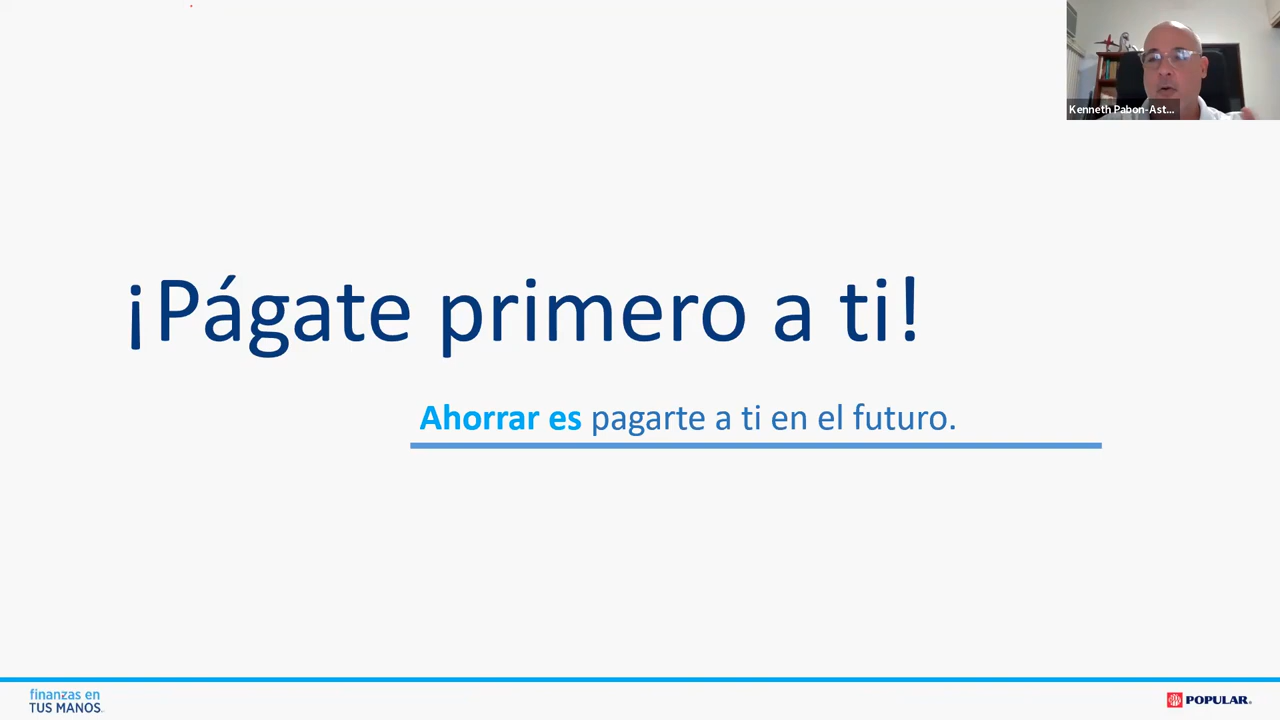 Kenneth Pabon-Ast...
¡Págate primero a ti!
Ahorrar es pagarte a ti en el futuro.
finanzas en
TUS MANOS.
POPULAR®